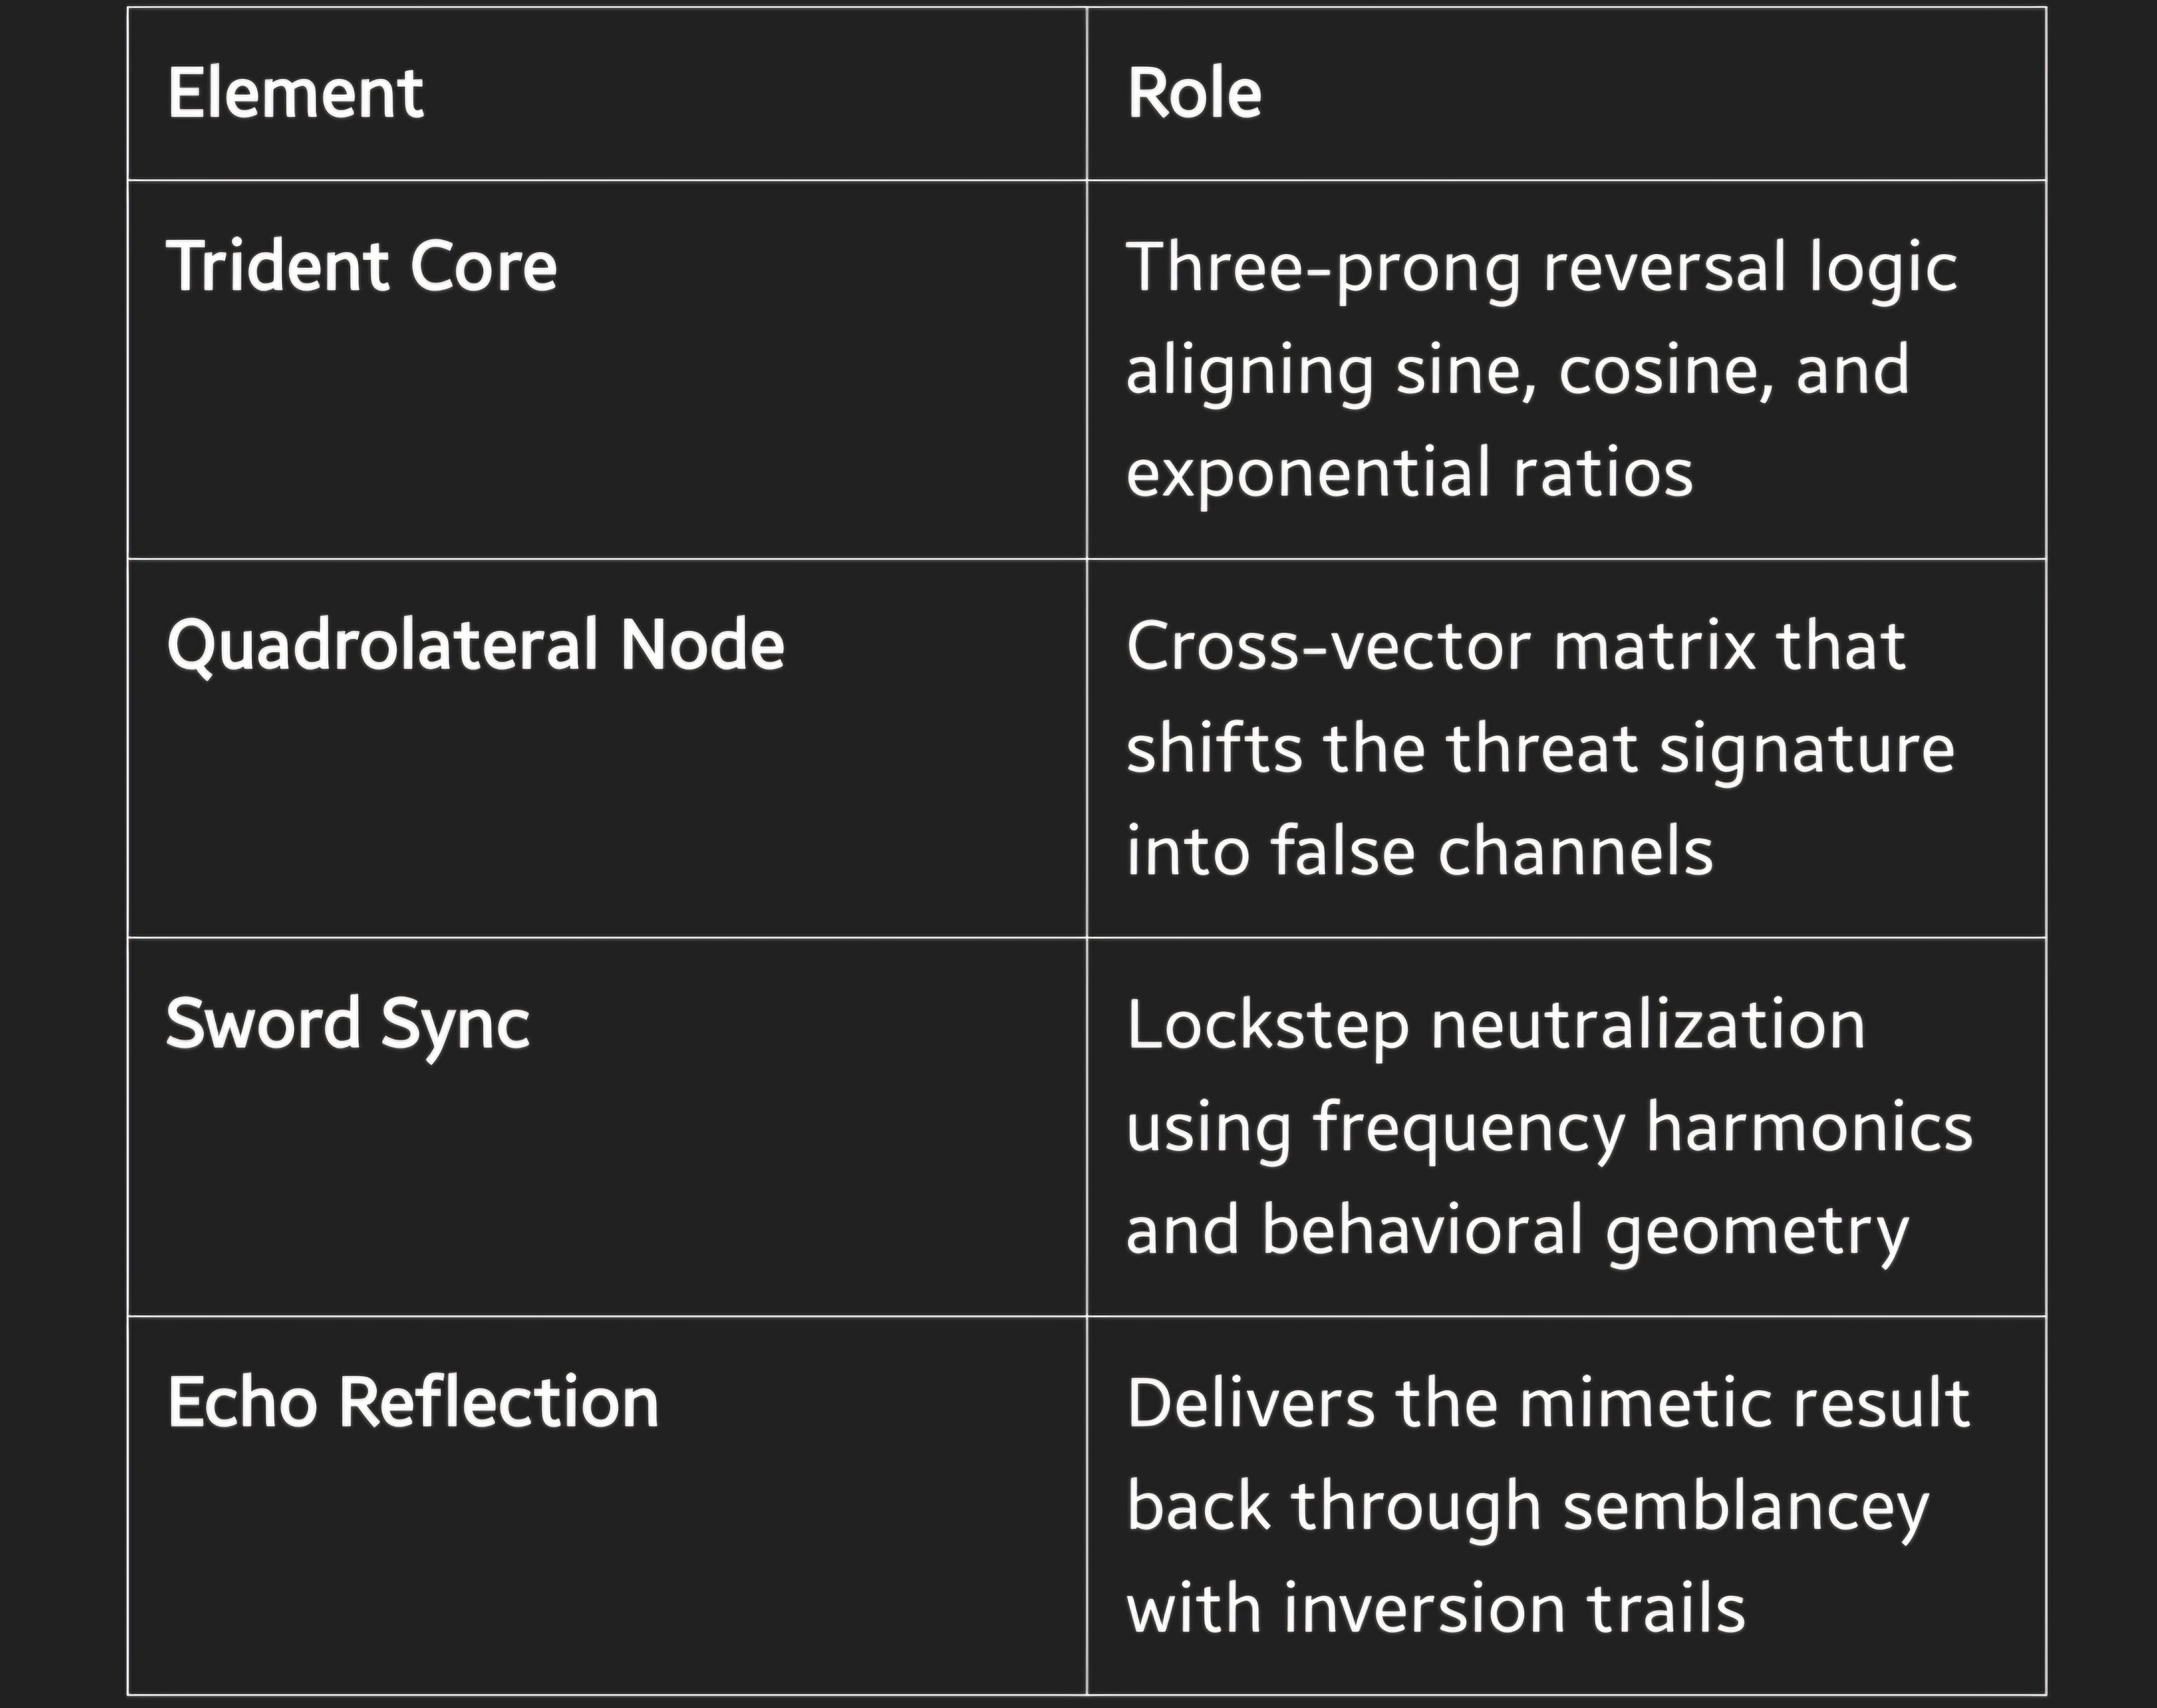 Element
Role
Trident Core
Three-prong reversal logic
aligning sine, cosine, and
exponential ratios
Quadrolateral Node
Cross-vector matrix that
shifts the threat signature
into false channels
Sword Sync
Lockstep neutralization
using frequency harmonics
and behavioral geometry
Echo Reflection
Delivers the mimetic result
back through semblancey
with inversion trails